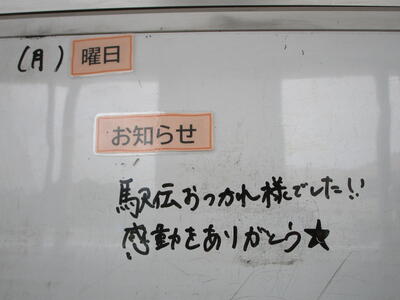 (月) 曜日
お知らせ
駅伝おつかれ様でした!!
感動をありがとう★